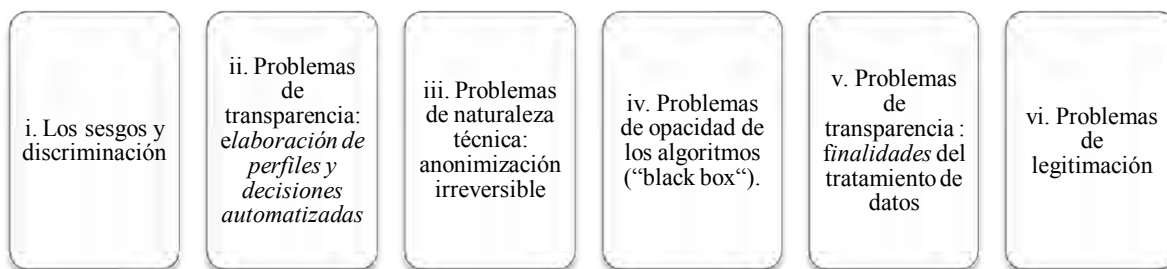 i. Los sesgos y
discriminación
ii. Problemas
de
transparencia:
elaboración de
perfiles y
decisiones
automatizadas
iii. Problemas
de naturaleza
técnica:
anonimización
irreversible
iv. Problemas
de opacidad de
los algoritmos
(“black box“).
v. Problemas
de
transparencia :
finalidades del
tratamiento de
datos
vi. Problemas
de
legitimación